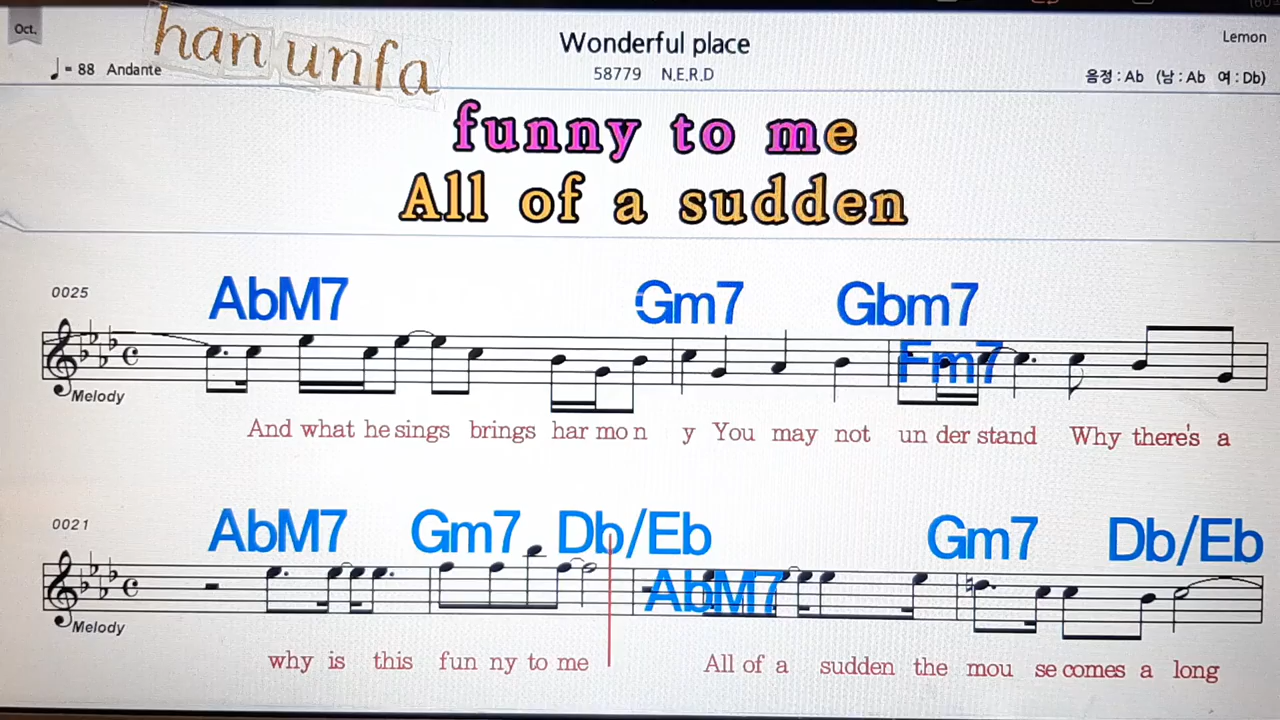 Oct.
han unfa
Wonderful place
Lemon
♩= 88 Andante
58779 N.E.R.D
음정 : Ab (남 : Ab 여 : Db)
funny to me
All of a sudden
0025
AbM7 Gm7 Gbm7
Fm7
Melody
And what he sings brings har mo n y You may not un der stand Why there's a
0021
AbM7 Gm7 Db/Eb Gm7 Db/Eb
AbM7
Melody
why is this fun ny to me All of a sudden the mou se comes a long